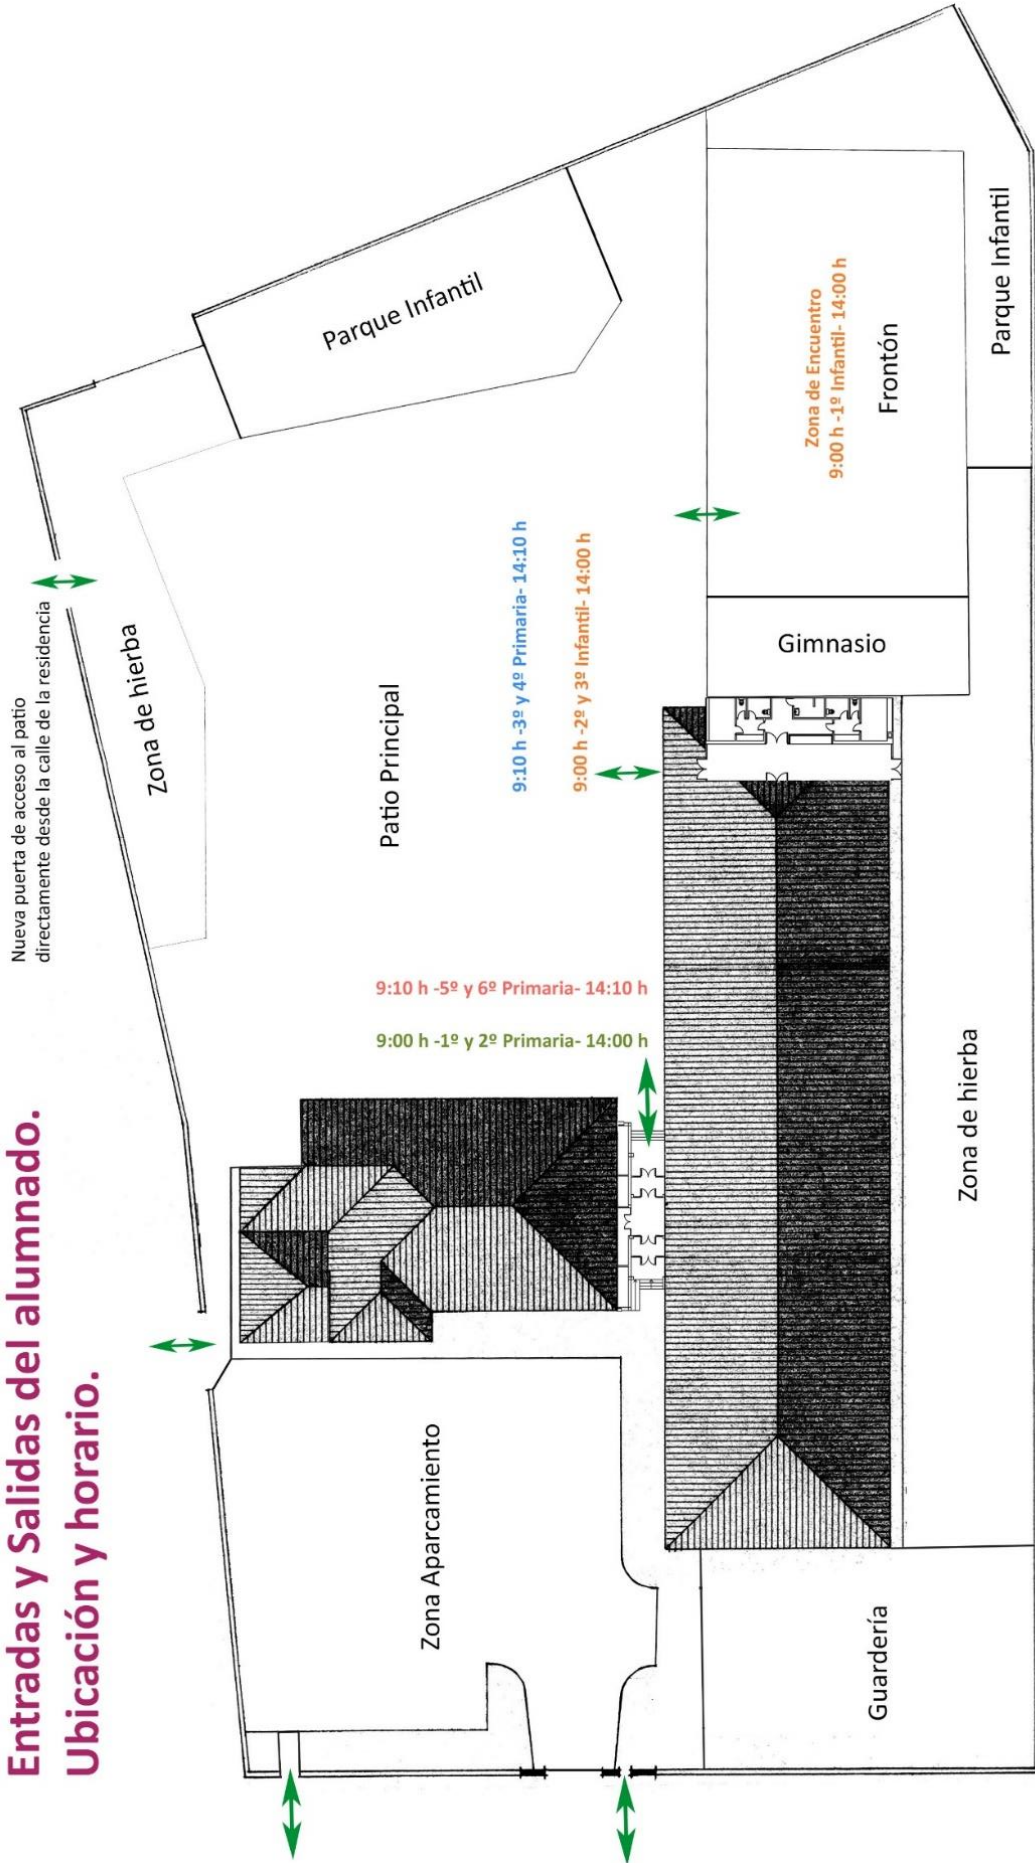 Entradas y Salidas del alumnado.
Ubicación y horario.
Nueva puerta de acceso al patio
directamente desde la calle de la residencia
Zona de hierba
Parque Infantil
Patio Principal
9:10 h -3º y 4º Primaria- 14:10 h
9:00 h -2º y 3º Infantil- 14:00 h
9:10 h -5º y 6º Primaria- 14:10 h
9:00 h -1º y 2º Primaria- 14:00 h
Zona de Encuentro
9:00 h -1º Infantil- 14:00 h
Frontón
Parque Infantil
Gimnasio
Zona Aparcamiento
Zona de hierba
Guardería